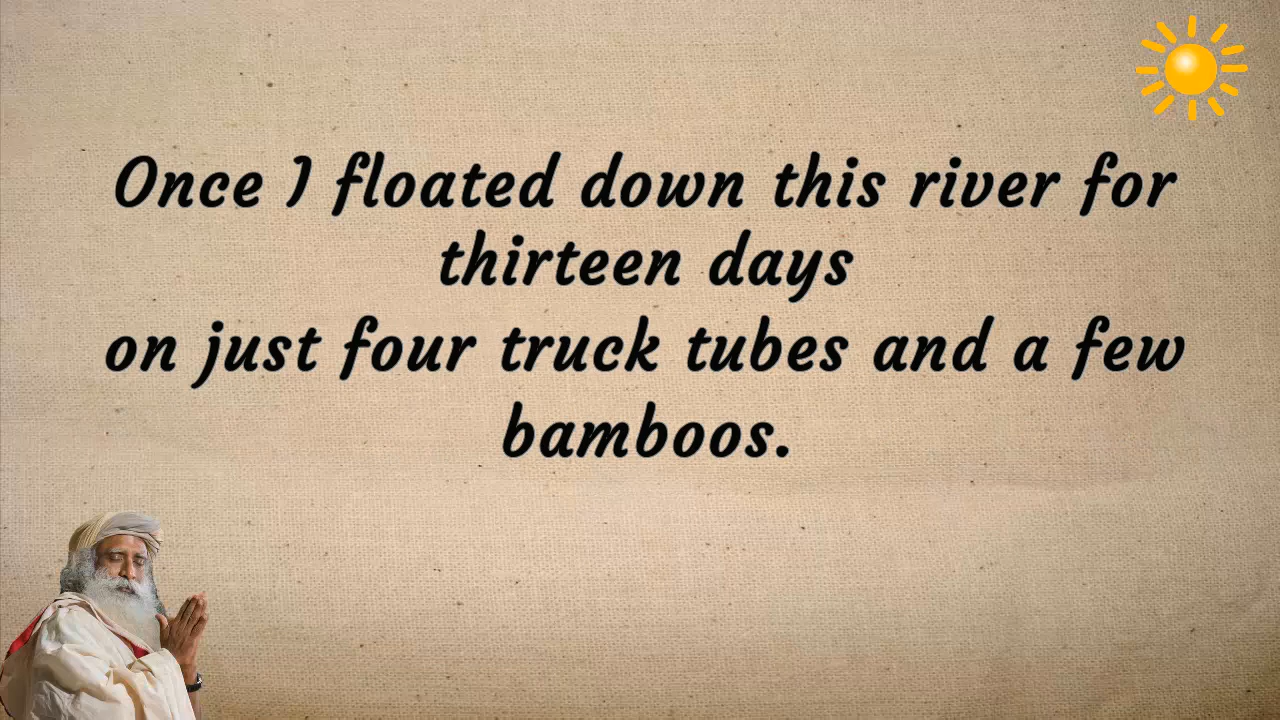 Once I floated down this river for
thirteen days
on just four truck tubes and a few
bamboos.